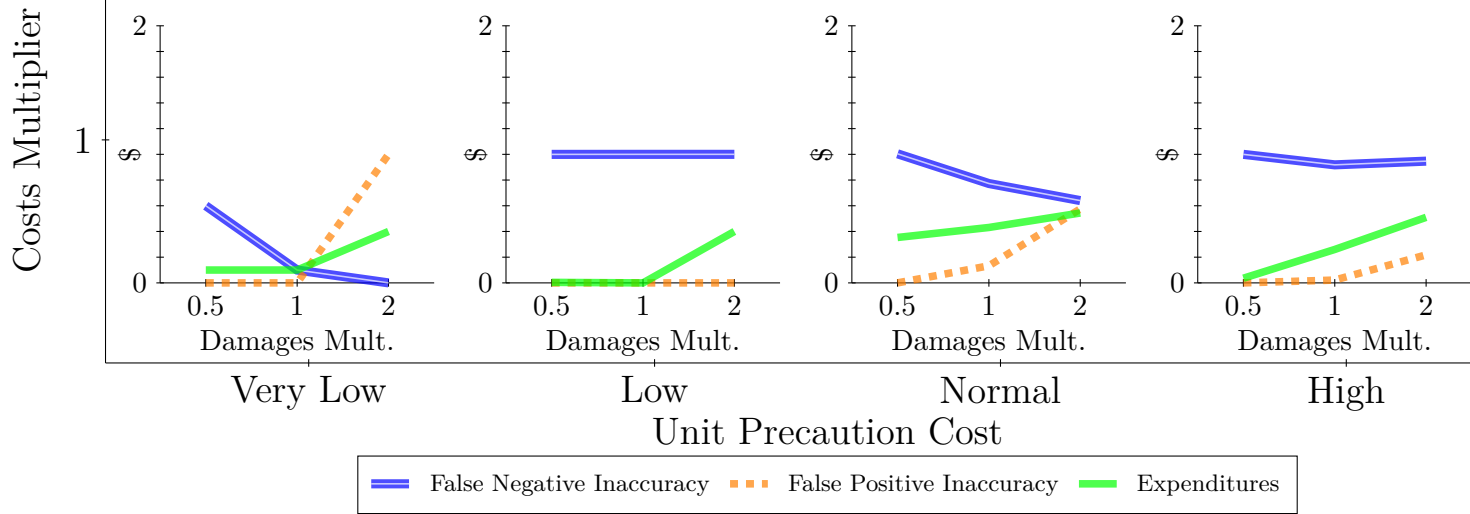 Costs Multiplier
1
2
$
0
0.5 1 2
Damages Mult.
2
$
0
0.5 1 2
Damages Mult.
2
$
0
0.5 1 2
Damages Mult.
2
$
0
0.5 1 2
Damages Mult.
Very Low Low Normal High
Unit Precaution Cost
False Negative Inaccuracy False Positive Inaccuracy Expenditures